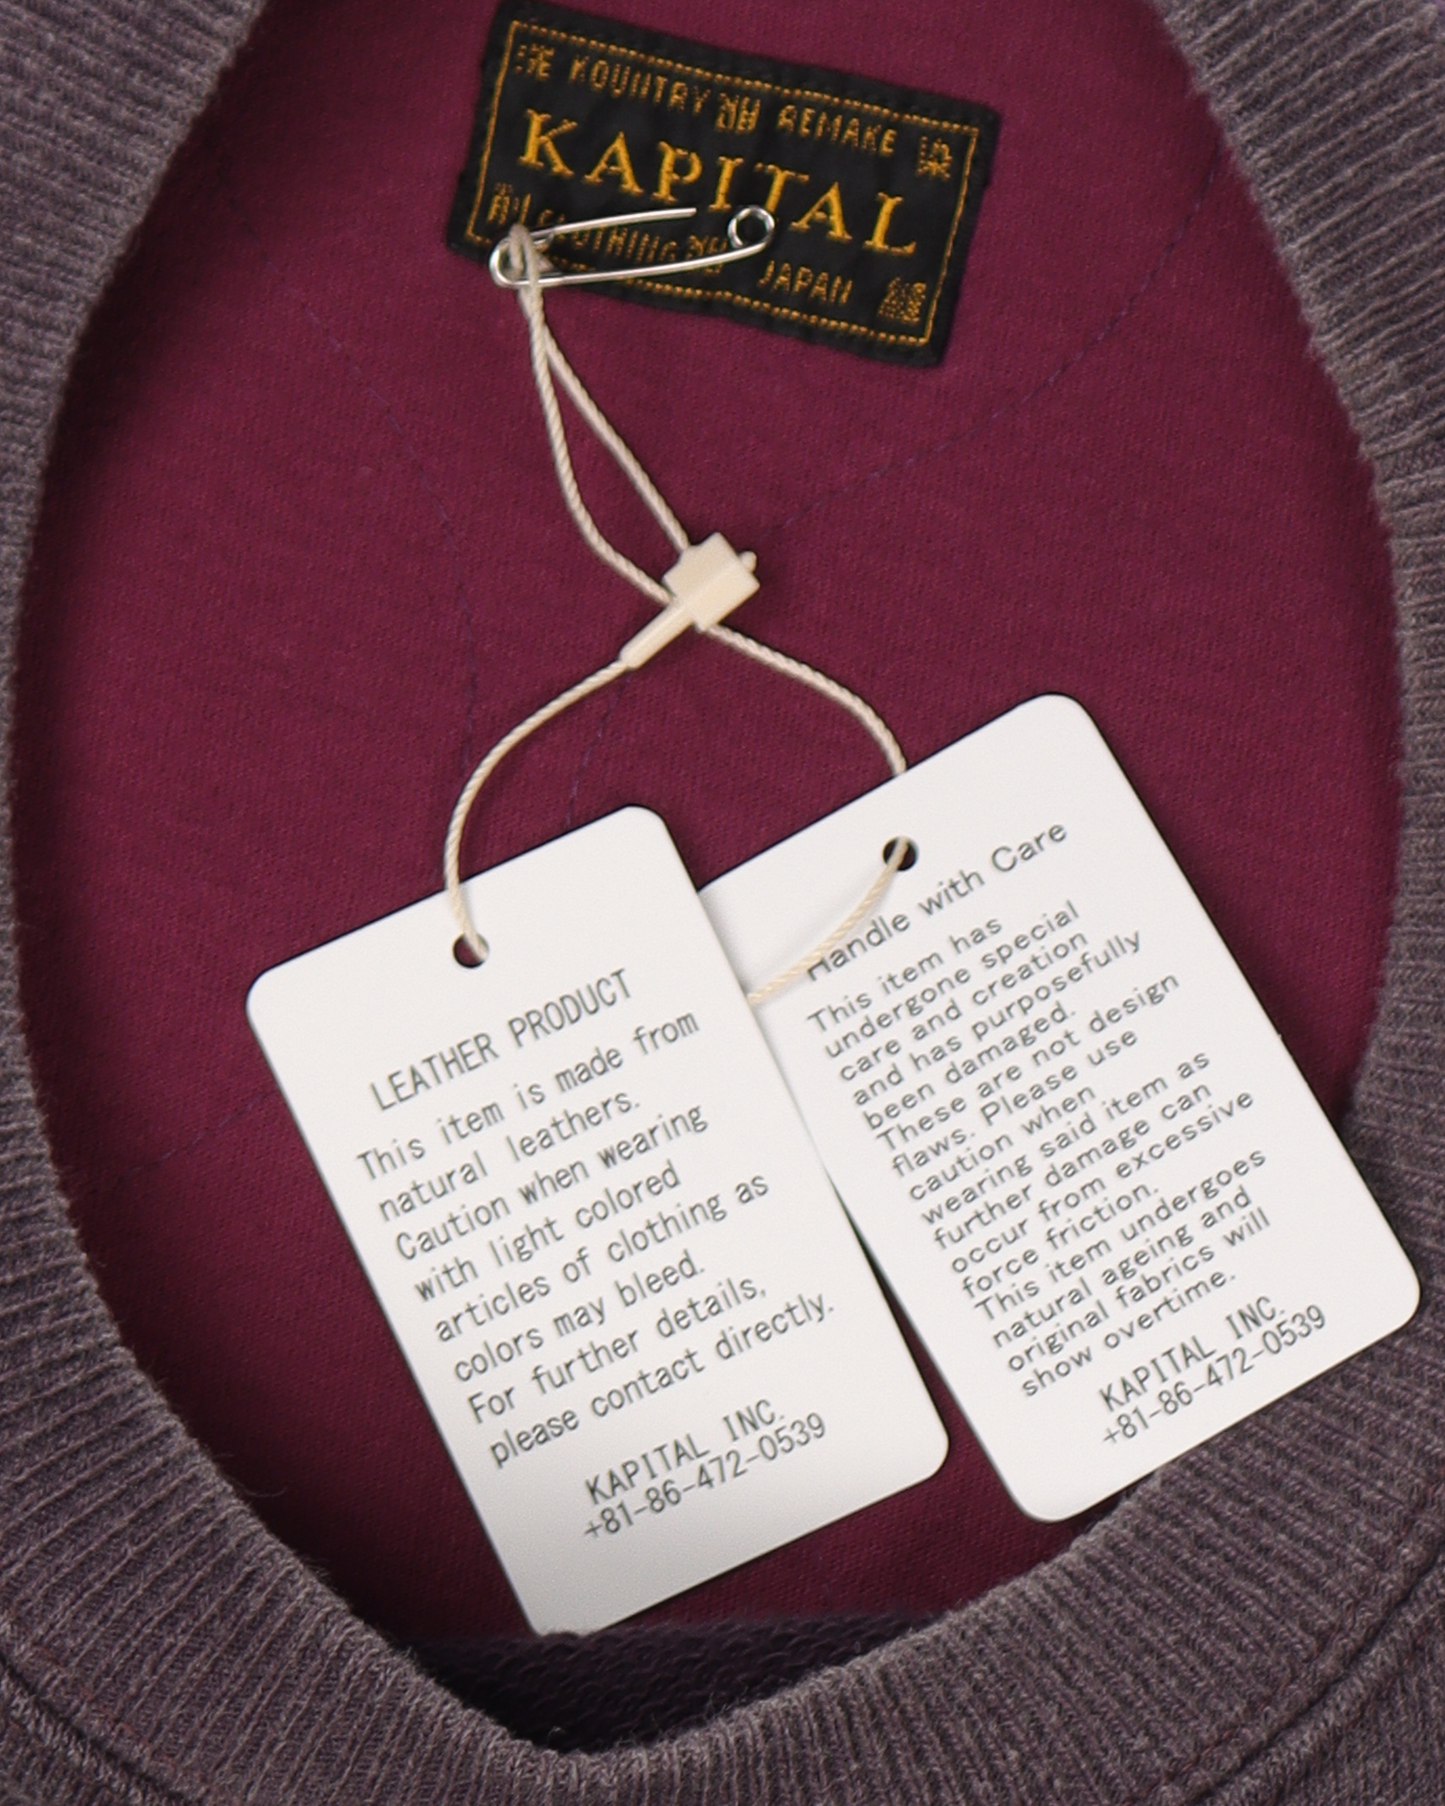 KOUNTRY REMAKE 染
KAPITAL
CLOTHING JAPAN
LEATHER PRODUCT
This item is made from
natural leathers.
Caution when wearing
with light colored
articles of clothing as
colors may bleed.
For further details,
please contact directly.
KAPITAL INC.
+81-86-472-0539
Handle with Care
This item has
undergone special
care and creation
and has purposefully
been damaged.
These are not design
flaws. Please use
caution when
wearing said item as
further damage can
occur from excessive
force friction.
This item undergoes
natural ageing and
original fabrics will
show overtime.
KAPITAL INC.
+81-86-472-0539